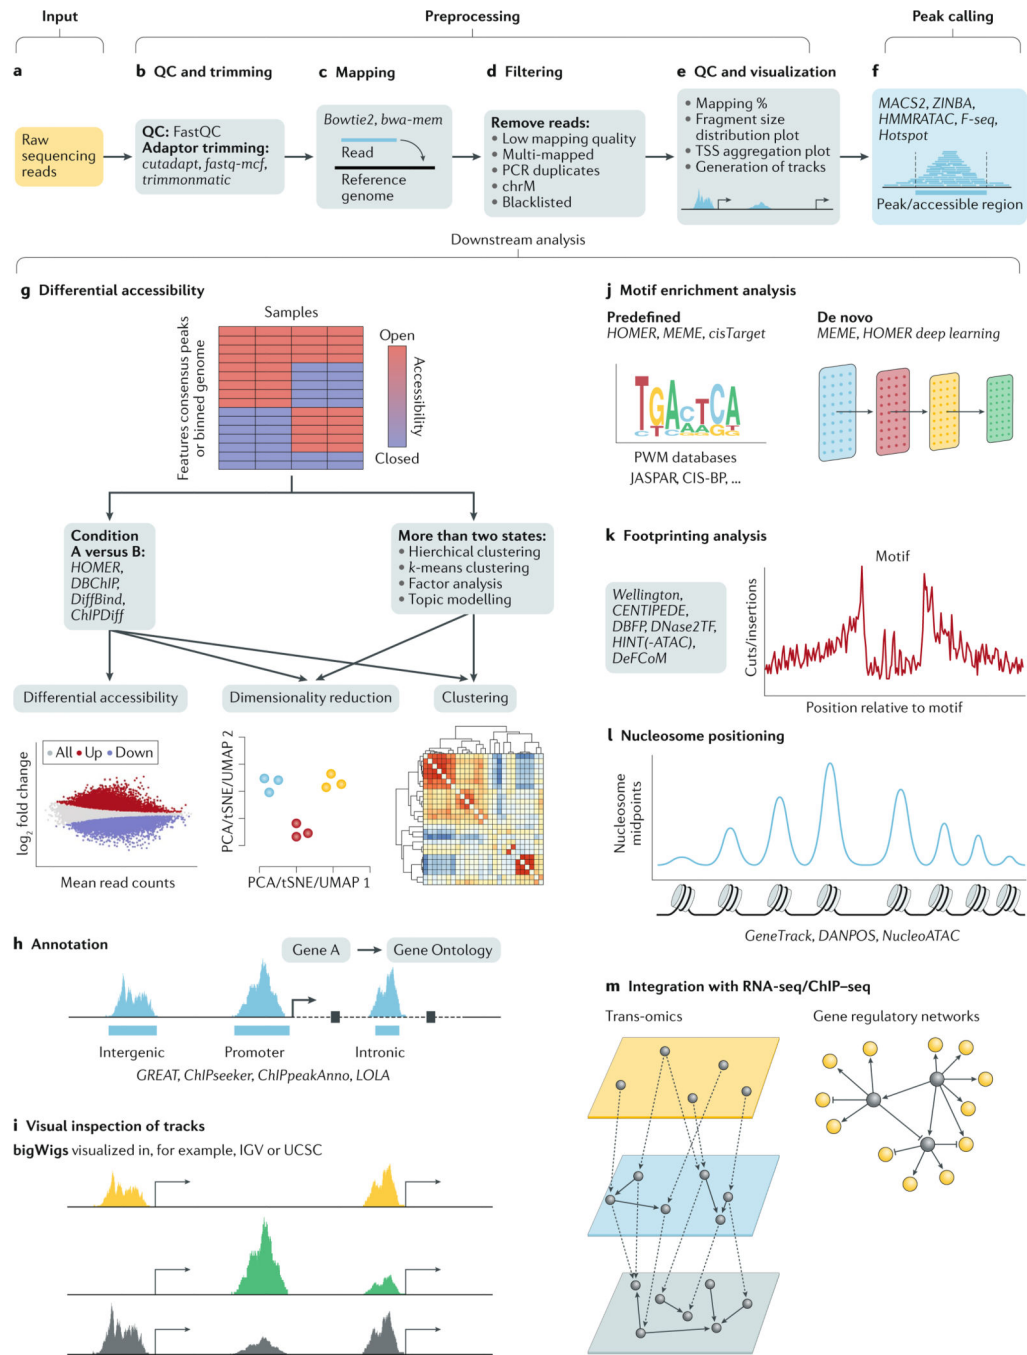 Input
Preprocessing
Peak calling
a
b QC and trimming
c Mapping
d Filtering
e QC and visualization
f
Raw
sequencing
reads
QC: FastQC
Adaptor trimming:
cutadapt, fastq-mcf,
trimmonmatic
Bowtie2, bwa-mem
Read
Reference
genome
Remove reads:
• Low mapping quality
• Multi-mapped
• PCR duplicates
• chrM
• Blacklisted
• Mapping %
• Fragment size
distribution plot
• TSS aggregation plot
• Generation of tracks
MACS2, ZINBA,
HMMRATAC, F-seq,
Hotspot
Peak/accessible region
Downstream analysis
g Differential accessibility
Samples
Features consensus peaks
or binned genome
Open
Accessibility
Closed
Condition
A versus B:
HOMER,
DBChIP,
DiffBind,
ChIPDiff
More than two states:
• Hierchical clustering
• k-means clustering
• Factor analysis
• Topic modelling
Differential accessibility
Dimensionality reduction
Clustering
All Up Down
log2 fold change
Mean read counts
PCA/tSNE/UMAP 2
PCA/tSNE/UMAP 1
h Annotation
Gene A
Gene Ontology
Intergenic
Promoter
Intronic
GREAT, ChIPseeker, ChIPpeakAnno, LOLA
i Visual inspection of tracks
bigWigs visualized in, for example, IGV or UCSC
j Motif enrichment analysis
Predefined
HOMER, MEME, cisTarget
De novo
MEME, HOMER deep learning
TGACTCA
CTCAAGG
PWM databases
JASPAR, CIS-BP, ...
k Footprinting analysis
Wellington,
CENTIPEDE,
DBFP, DNase2TF,
HINT(-ATAC),
DeFCoM
Motif
Cuts/insertions
Position relative to motif
l Nucleosome positioning
Nucleosome
midpoints
GeneTrack, DANPOS, NucleoATAC
m Integration with RNA-seq/ChIP–seq
Trans-omics
Gene regulatory networks